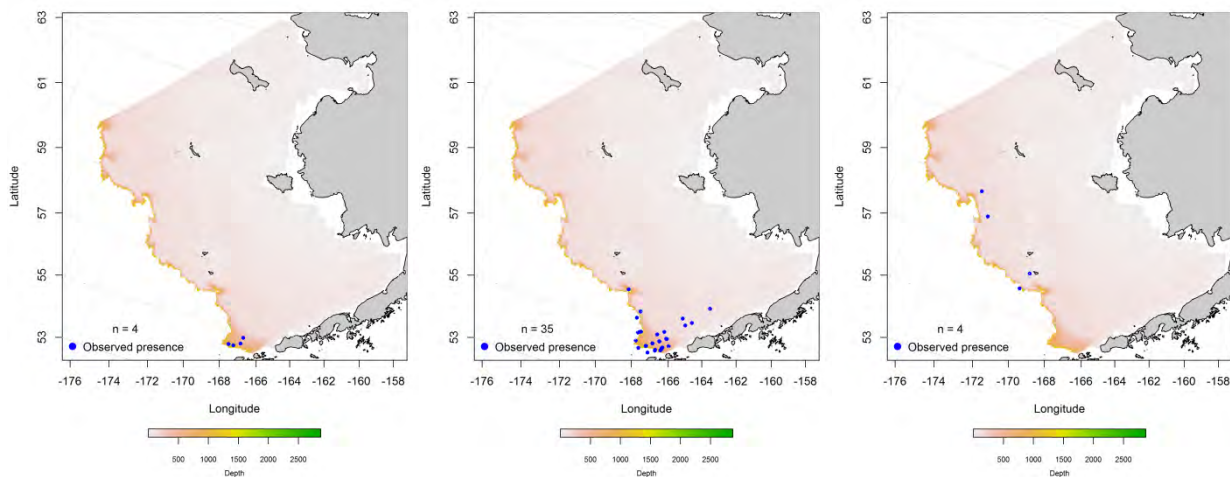 63
61
59
57
55
53
Latitude
n = 4
Observed presence
-176 -174 -172 -170 -168 -166 -164 -162 -160 -158
Longitude
500 1000 1500 2000 2500
Depth
63
61
59
57
55
53
Latitude
n = 35
Observed presence
-176 -174 -172 -170 -168 -166 -164 -162 -160 -158
Longitude
500 1000 1500 2000 2500
Depth
63
61
59
57
55
53
Latitude
n = 4
Observed presence
-176 -174 -172 -170 -168 -166 -164 -162 -160 -158
Longitude
500 1000 1500 2000 2500
Depth